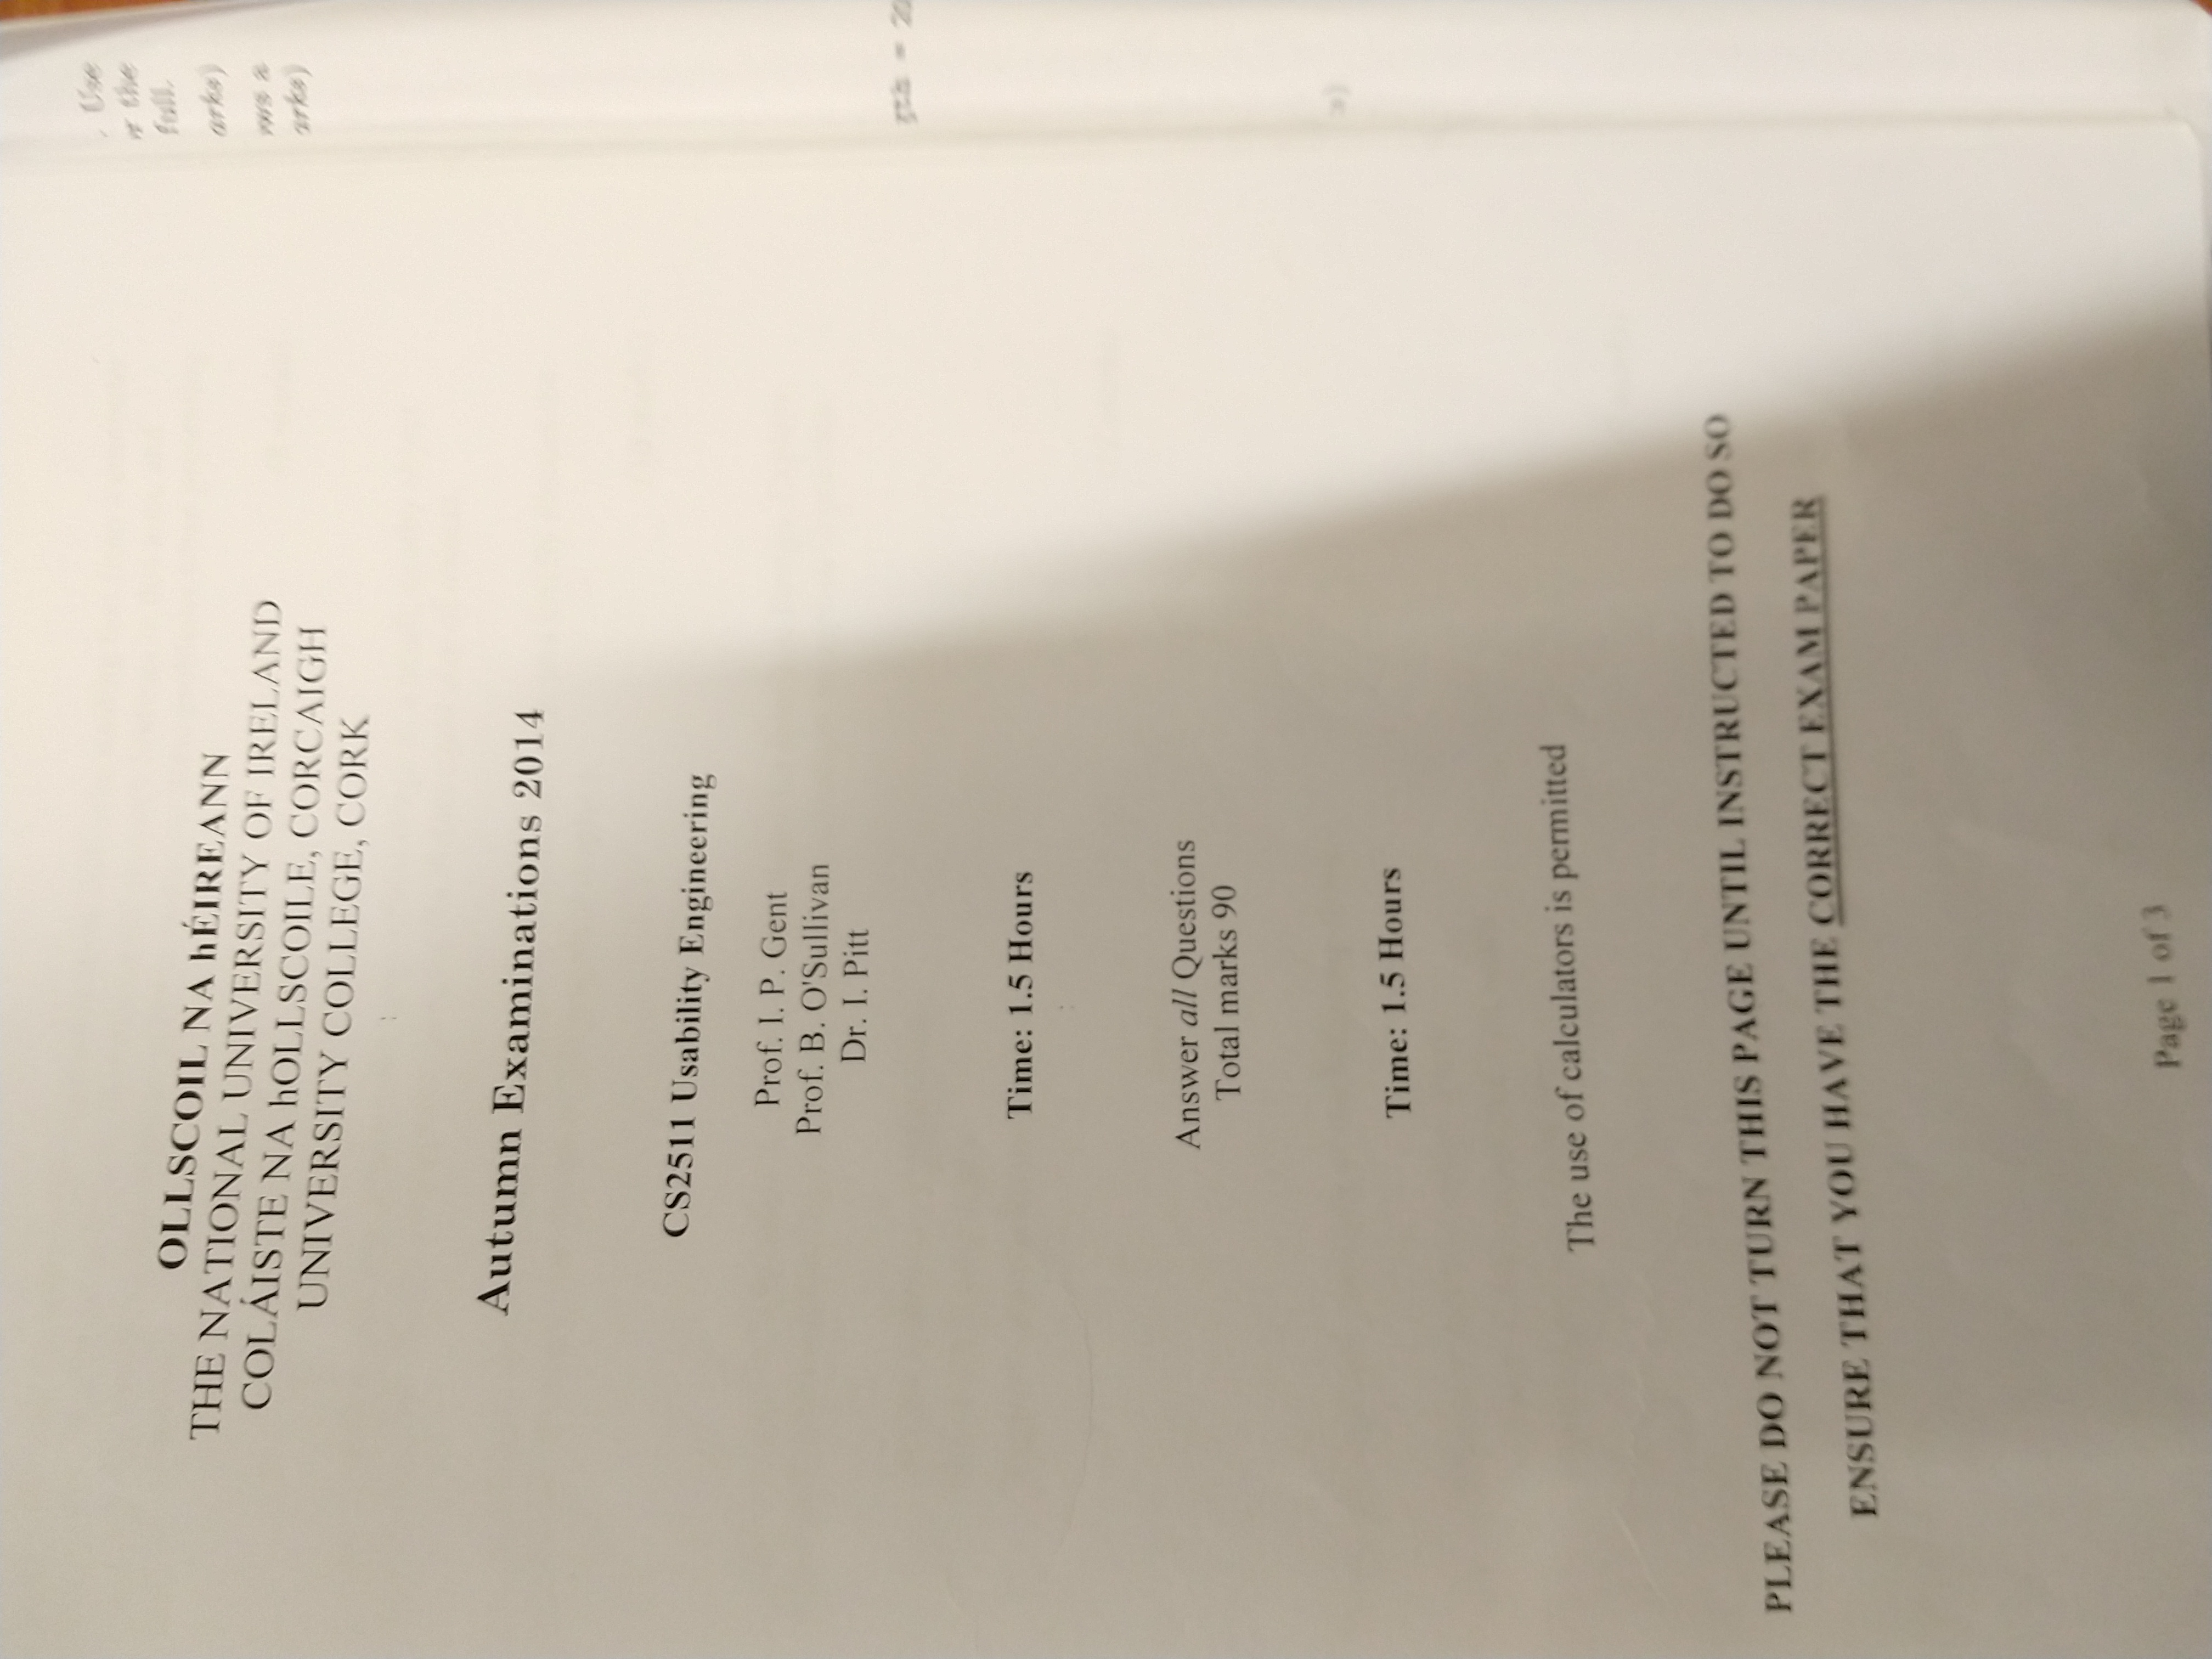 OLLSCOIL NA hÉIREANN
THE NATIONAL UNIVERSITY OF IRELAND
COLÁISTE NA hOLLSCOILE, CORCAIGH
UNIVERSITY COLLEGE, CORK
Autumn Examinations 2014
CS2511 Usability Engineering
Prof. I. P. Gent
Prof. B. O'Sullivan
Dr. I. Pitt
Time: 1.5 Hours
Answer all Questions
Total marks 90
Time: 1.5 Hours
The use of calculators is permitted
PLEASE DO NOT TURN THIS PAGE UNTIL INSTRUCTED TO DO SO
ENSURE THAT YOU HAVE THE CORRECT EXAM PAPER
Page 1 of 3
Use
the
full.